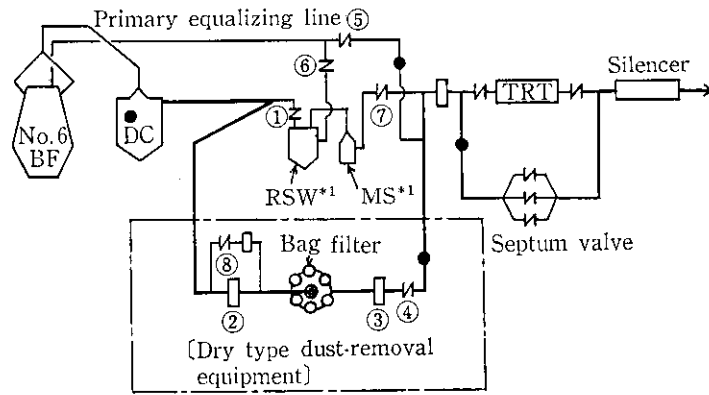 Primary equalizing line ⑤
⑥
No. 6
BF
DC
①
⑦
TRT
Silencer
RSW*1
MS*1
Septum valve
Bag filter
⑧
②
③
④
〔Dry type dust-removal
equipment〕